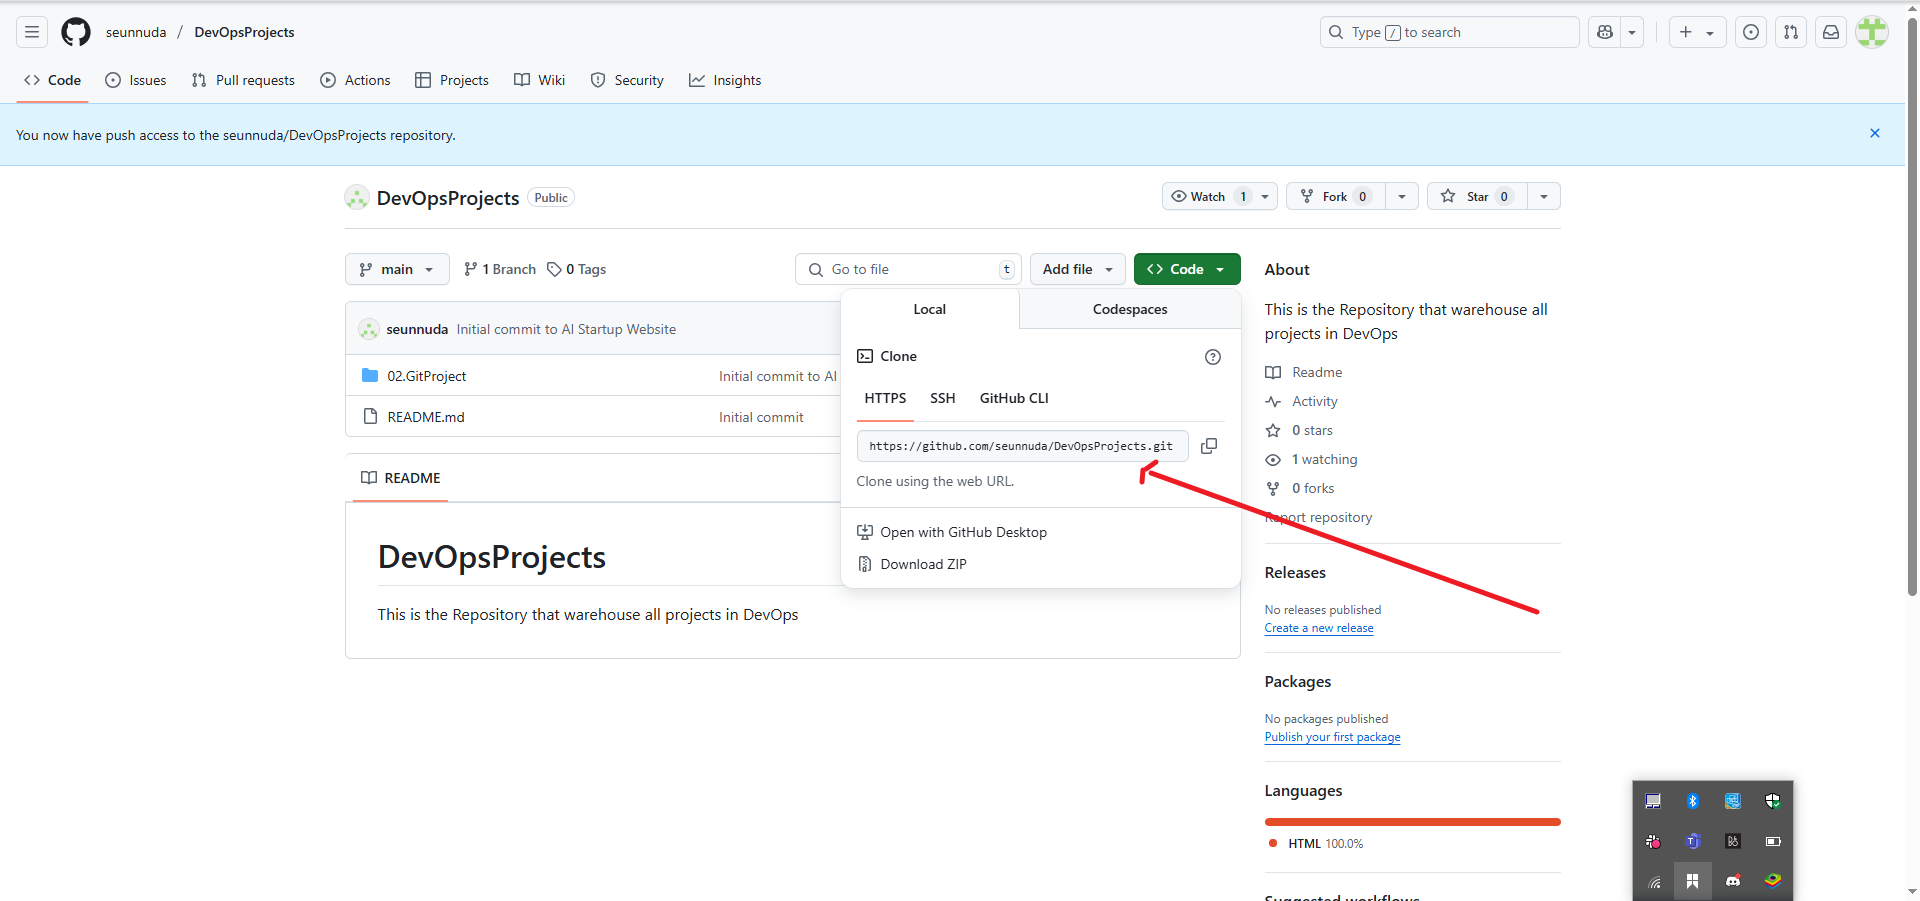 seunnuda / DevOpsProjects
Type / to search
Code
Issues
Pull requests
Actions
Projects
Wiki
Security
Insights
You now have push access to the seunnuda/DevOpsProjects repository.
DevOpsProjects Public
Watch 1
Fork 0
Star 0
main
1 Branch
0 Tags
Go to file t
Add file
Code
Local
Codespaces
seunnuda Initial commit to AI Startup Website
02.GitProject Initial commit to AI
README.md Initial commit
Clone
HTTPS
SSH
GitHub CLI
https://github.com/seunnuda/DevOpsProjects.git
Clone using the web URL.
Open with GitHub Desktop
Download ZIP
README
DevOpsProjects
This is the Repository that warehouse all projects in DevOps
About
This is the Repository that warehouse all
projects in DevOps
Readme
Activity
0 stars
1 watching
0 forks
Report repository
Releases
No releases published
Create a new release
Packages
No packages published
Publish your first package
Languages
HTML 100.0%
Suggested workflows